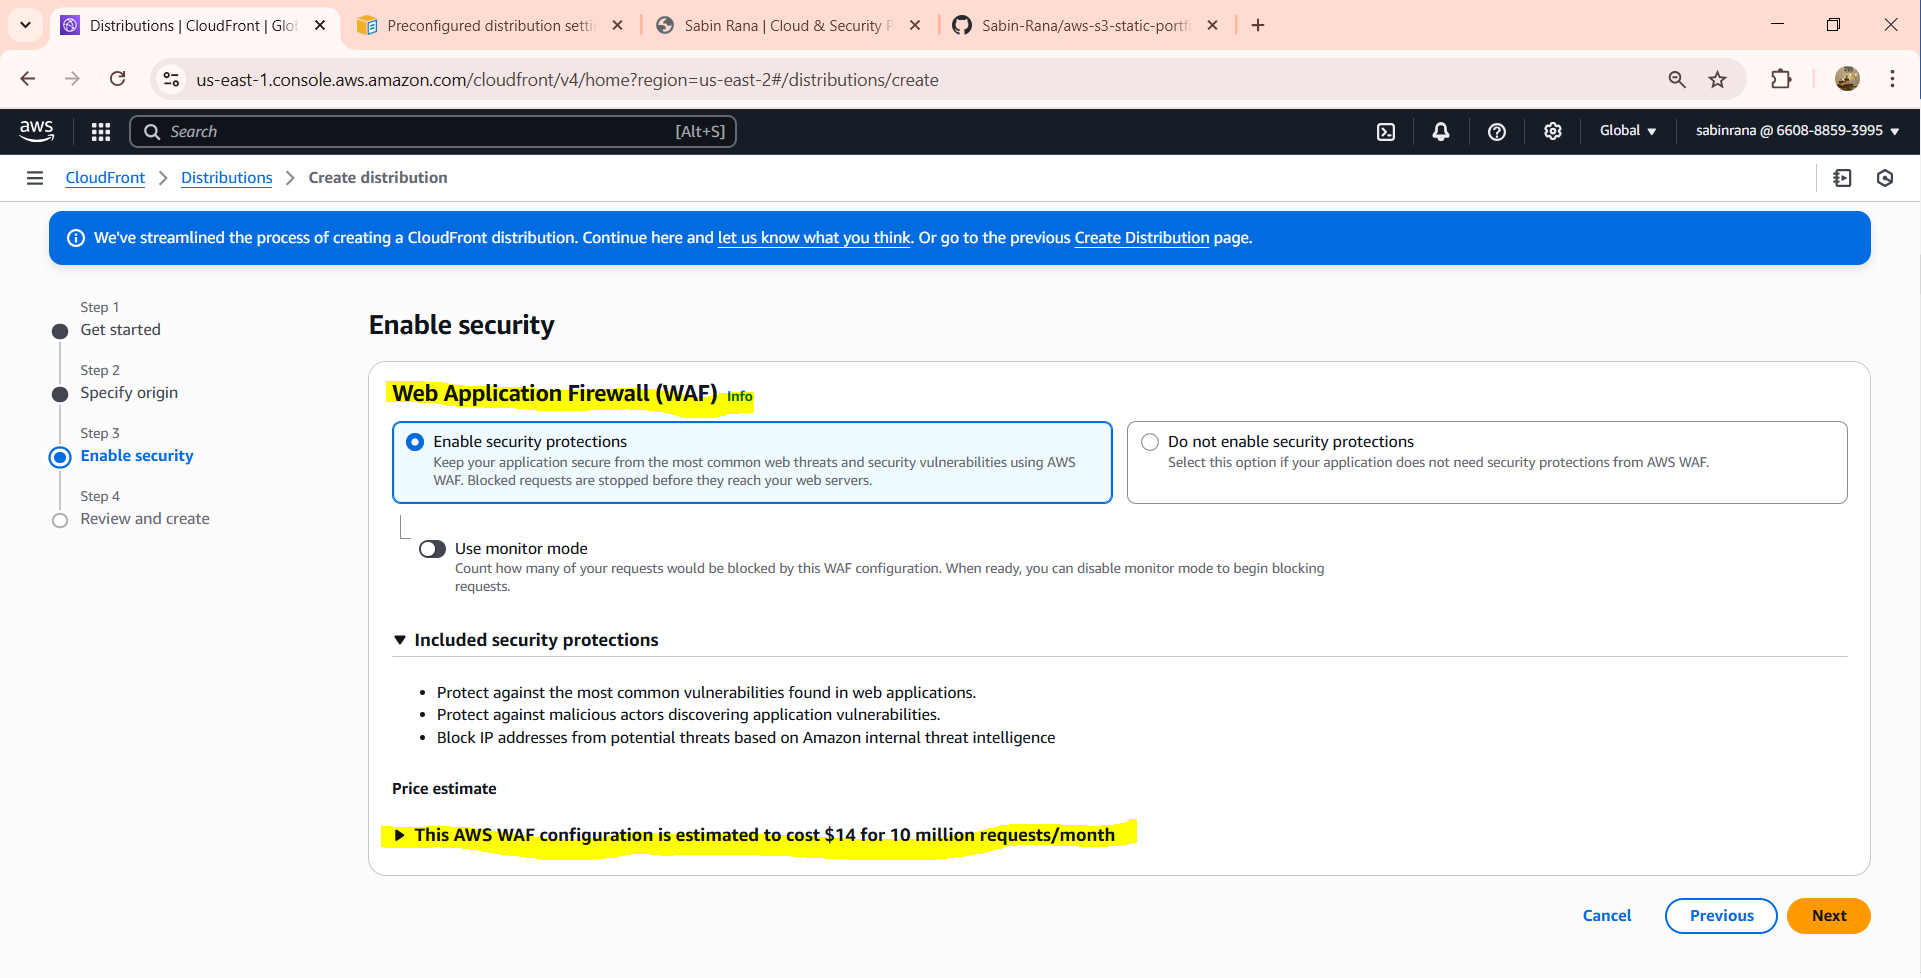 Distributions | CloudFront | Glo
Preconfigured distribution setti
Sabin Rana | Cloud & Security P
Sabin-Rana/aws-s3-static-portf
us-east-1.console.aws.amazon.com/cloudfront/v4/home?region=us-east-2#/distributions/create
aws
Search
[Alt+S]
Global
sabinrana @ 6608-8859-3995
CloudFront
Distributions
Create distribution
We've streamlined the process of creating a CloudFront distribution. Continue here and let us know what you think. Or go to the previous Create Distribution page.
Step 1
Get started
Step 2
Specify origin
Step 3
Enable security
Step 4
Review and create
Enable security
Web Application Firewall (WAF) Info
Enable security protections
Keep your application secure from the most common web threats and security vulnerabilities using AWS
WAF. Blocked requests are stopped before they reach your web servers.
Do not enable security protections
Select this option if your application does not need security protections from AWS WAF.
Use monitor mode
Count how many of your requests would be blocked by this WAF configuration. When ready, you can disable monitor mode to begin blocking
requests.
Included security protections
• Protect against the most common vulnerabilities found in web applications.
• Protect against malicious actors discovering application vulnerabilities.
• Block IP addresses from potential threats based on Amazon internal threat intelligence
Price estimate
This AWS WAF configuration is estimated to cost $14 for 10 million requests/month
Cancel
Previous
Next